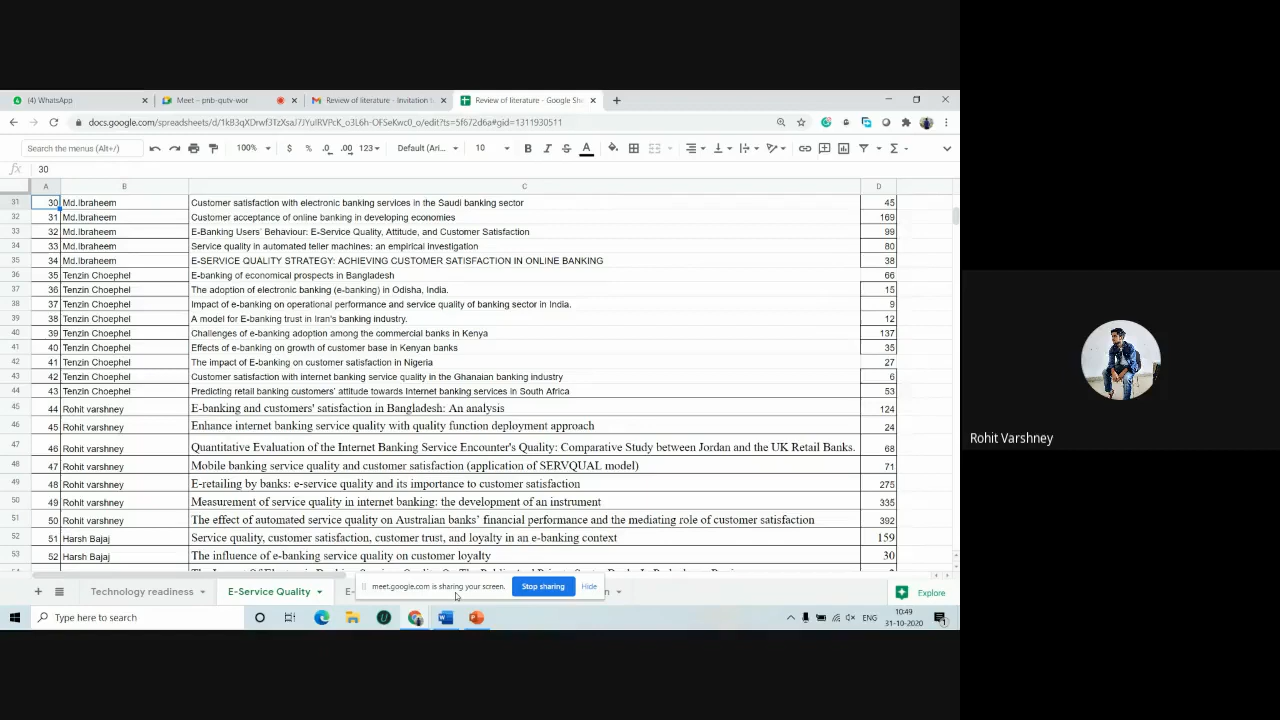 (4) WhatsApp
Meet – pnb-qutv-wor
Review of literature - Invitation t
Review of literature - Google She
docs.google.com/spreadsheets/d/1kB3qXDrwf3TzXsaJ7JYuIRVPcK_o3L6h-OFSeKwc0_o/edit?ts=5f672d6a#gid=1311930511
Search the menus (Alt+/)
100%
$ % .0 .00 123
Default (Ari...
10
B I S A
fx 30
A B C D
31 30 Md.Ibraheem Customer satisfaction with electronic banking services in the Saudi banking sector 45
32 31 Md.Ibraheem Customer acceptance of online banking in developing economies 169
33 32 Md.Ibraheem E-Banking Users' Behaviour: E-Service Quality, Attitude, and Customer Satisfaction 99
34 33 Md.Ibraheem Service quality in automated teller machines: an empirical investigation 80
35 34 Md.Ibraheem E-SERVICE QUALITY STRATEGY: ACHIEVING CUSTOMER SATISFACTION IN ONLINE BANKING 38
36 35 Tenzin Choephel E-banking of economical prospects in Bangladesh 66
37 36 Tenzin Choephel The adoption of electronic banking (e-banking) in Odisha, India. 15
38 37 Tenzin Choephel Impact of e-banking on operational performance and service quality of banking sector in India. 9
39 38 Tenzin Choephel A model for E-banking trust in Iran's banking industry. 12
40 39 Tenzin Choephel Challenges of e-banking adoption among the commercial banks in Kenya 137
41 40 Tenzin Choephel Effects of e-banking on growth of customer base in Kenyan banks 35
42 41 Tenzin Choephel The impact of E-banking on customer satisfaction in Nigeria 27
43 42 Tenzin Choephel Customer satisfaction with internet banking service quality in the Ghanaian banking industry 6
44 43 Tenzin Choephel Predicting retail banking customers' attitude towards Internet banking services in South Africa 53
45 44 Rohit varshney E-banking and customers' satisfaction in Bangladesh: An analysis 124
46 45 Rohit varshney Enhance internet banking service quality with quality function deployment approach 24
47 46 Rohit varshney Quantitative Evaluation of the Internet Banking Service Encounter's Quality: Comparative Study between Jordan and the UK Retail Banks. 68
48 47 Rohit varshney Mobile banking service quality and customer satisfaction (application of SERVQUAL model) 71
49 48 Rohit varshney E-retailing by banks: e-service quality and its importance to customer satisfaction 275
50 49 Rohit varshney Measurement of service quality in internet banking: the development of an instrument 335
51 50 Rohit varshney The effect of automated service quality on Australian banks' financial performance and the mediating role of customer satisfaction 392
52 51 Harsh Bajaj Service quality, customer satisfaction, customer trust, and loyalty in an e-banking context 159
53 52 Harsh Bajaj The influence of e-banking service quality on customer loyalty 30
Technology readiness
E-Service Quality
E-
meet.google.com is sharing your screen.
Stop sharing
Hide
Explore
Type here to search
ENG
10:49
31-10-2020
Rohit Varshney